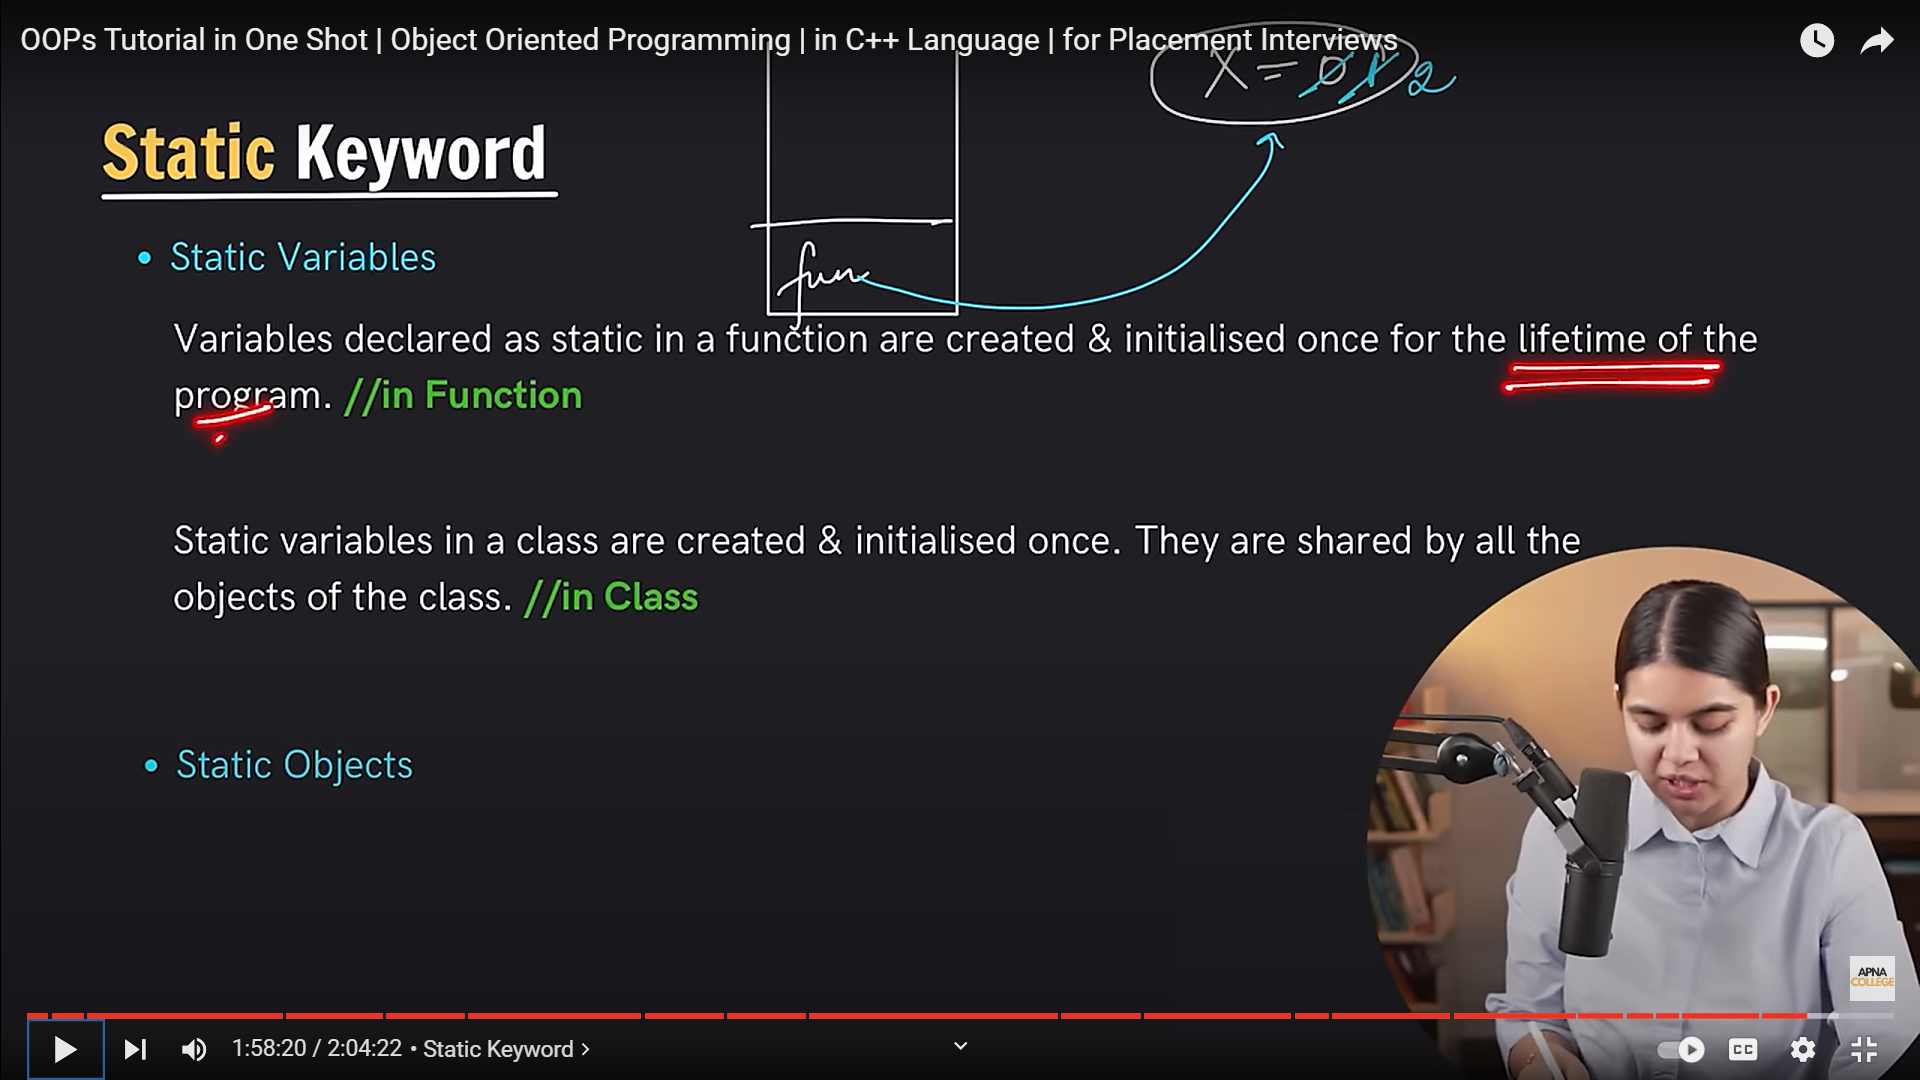 OOPs Tutorial in One Shot | Object Oriented Programming | in C++ Language | for Placement Interviews
X = 0 1 2
Static Keyword
• Static Variables
fun
Variables declared as static in a function are created & initialised once for the lifetime of the
program. //in Function
Static variables in a class are created & initialised once. They are shared by all the
objects of the class. //in Class
• Static Objects
APNA
COLLEGE
1:58:20 / 2:04:22 • Static Keyword >
CC